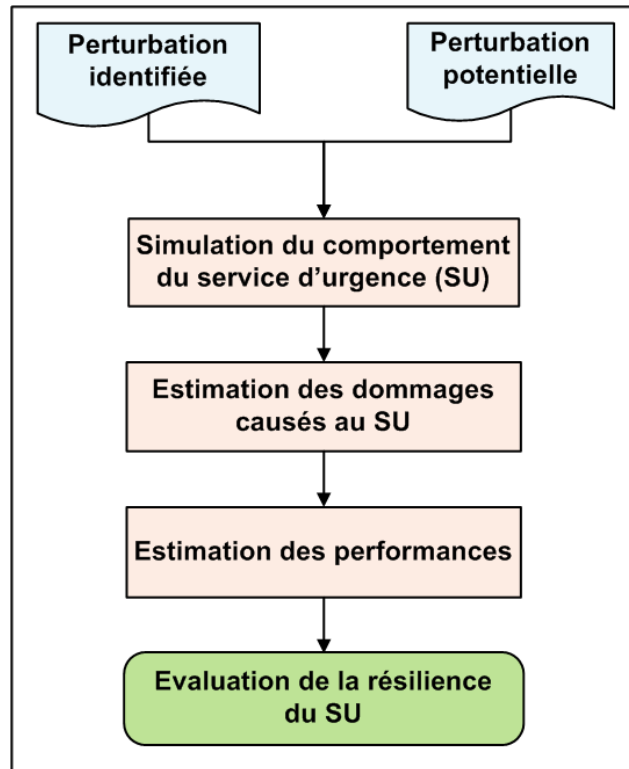 Perturbation
identifiée
Perturbation
potentielle
Simulation du comportement
du service d’urgence (SU)
Estimation des dommages
causés au SU
Estimation des performances
Evaluation de la résilience
du SU